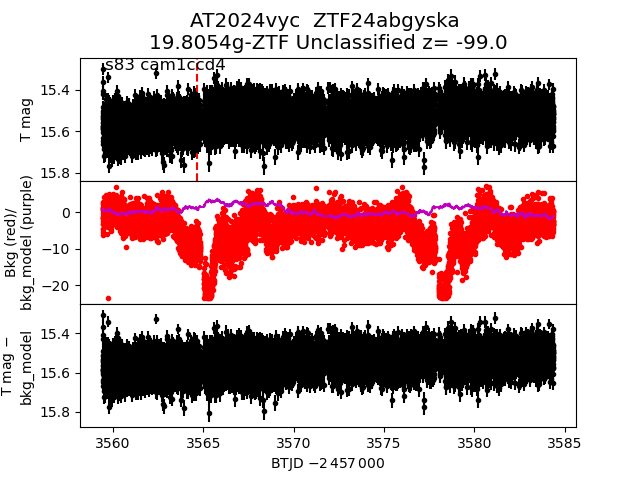 AT2024vyc  ZTF24abgyska
19.8054g-ZTF Unclassified z= -99.0
s83 cam1ccd4
T mag
15.4
15.6
15.8
Bkg (red)/
bkg_model (purple)
0
−10
−20
T mag −
bkg_model
15.4
15.6
15.8
3560 3565 3570 3575 3580 3585
BTJD −2 457 000